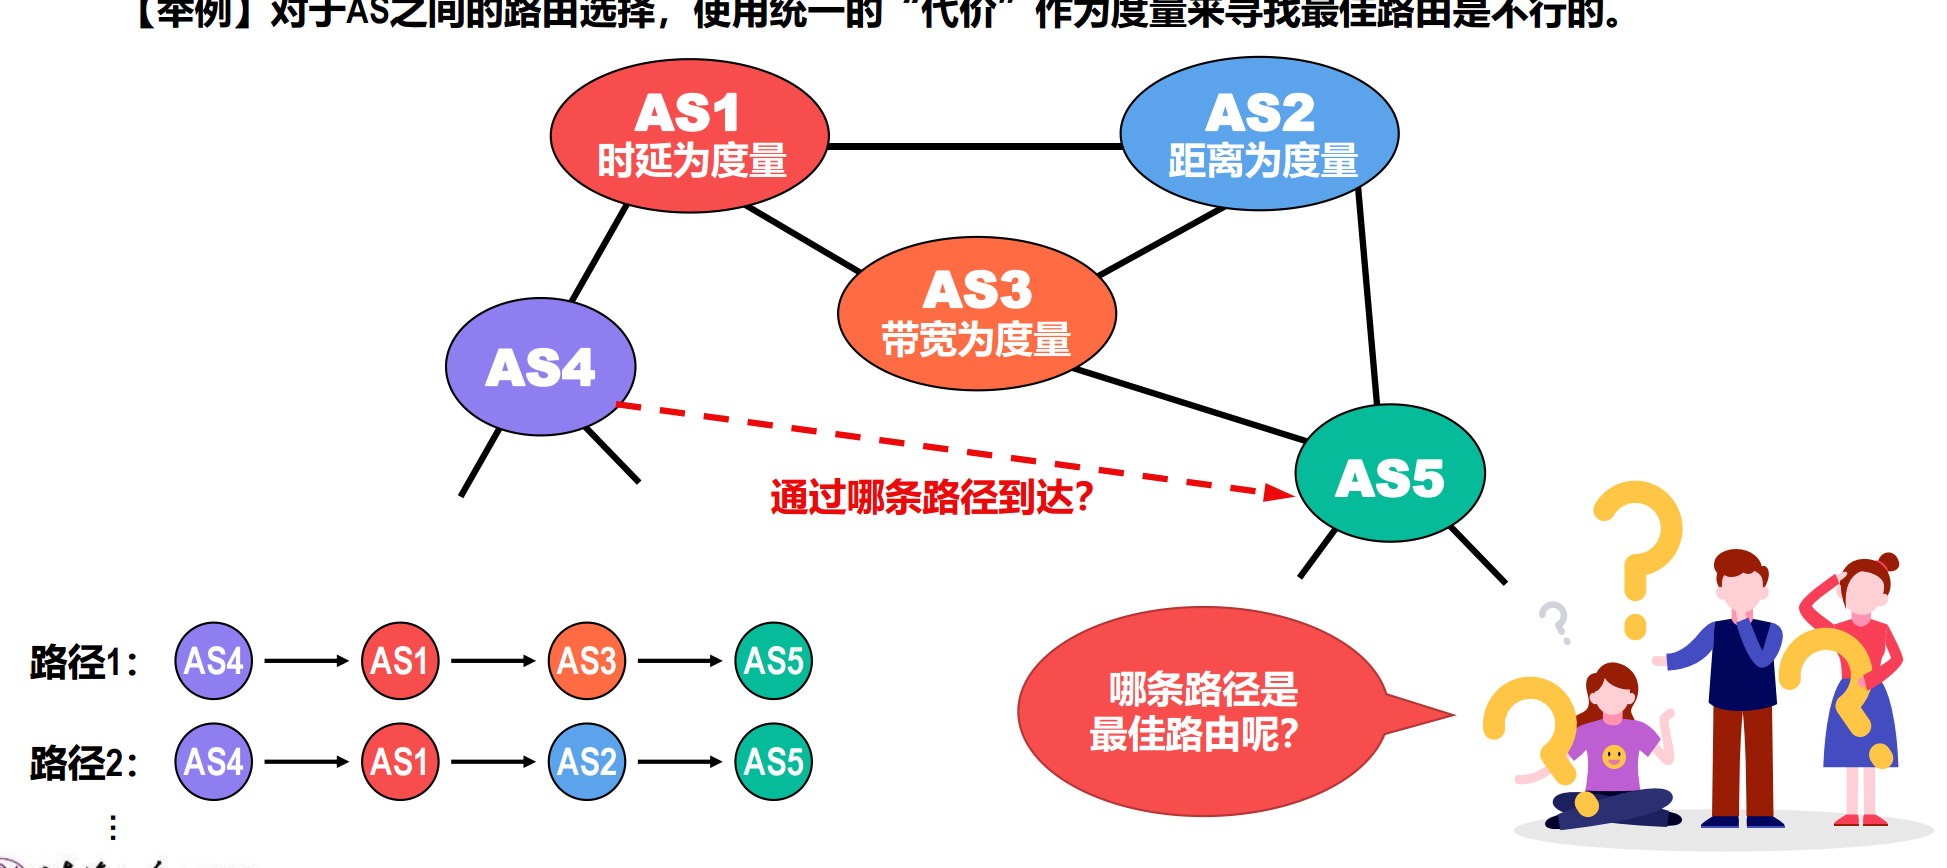 【举例】对于AS之间的路由选择，使用统一的“代价”作为度量来寻找最佳路由是不行的。
AS1
时延为度量
AS2
距离为度量
AS3
带宽为度量
AS4
AS5
通过哪条路径到达？
路径1： AS4 AS1 AS3 AS5
路径2： AS4 AS1 AS2 AS5
⋮
哪条路径是
最佳路由呢？